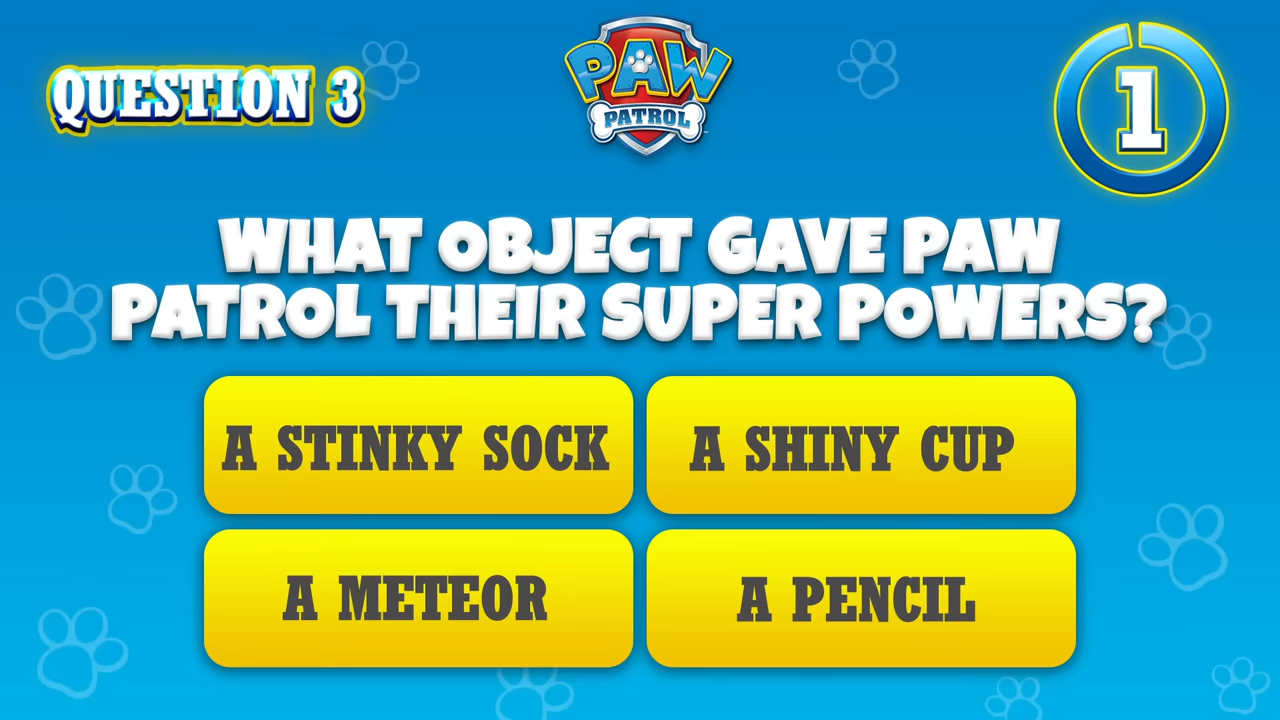 QUESTION 3
PAW
PATROL
1
WHAT OBJECT GAVE PAW
PATROL THEIR SUPER POWERS?
A STINKY SOCK
A SHINY CUP
A METEOR
A PENCIL